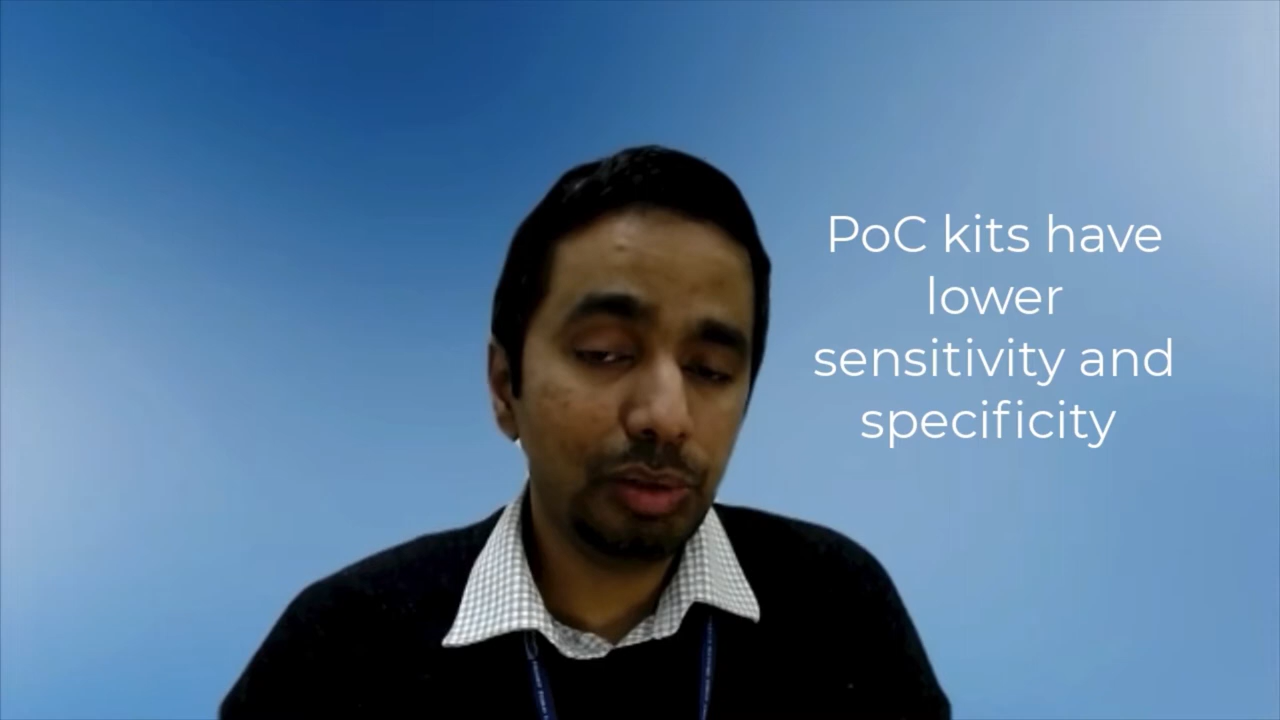 PoC kits have
lower
sensitivity and
specificity